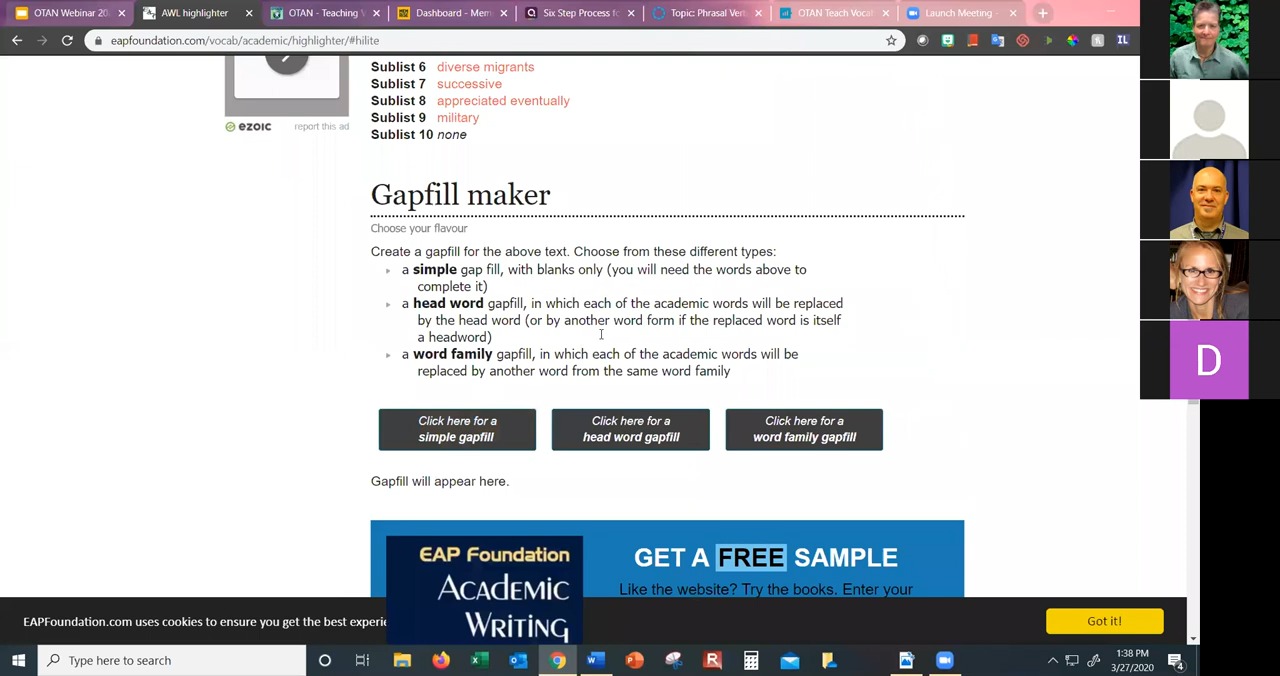 OTAN Webinar 20
AWL highlighter
OTAN - Teaching V
Dashboard - Mem
Six Step Process fo
Topic: Phrasal Ver
OTAN Teach Vocab
Launch Meeting -
eapfoundation.com/vocab/academic/highlighter/#hilite
IL
Sublist 6 diverse migrants
Sublist 7 successive
Sublist 8 appreciated eventually
Sublist 9 military
Sublist 10 none
ezoic report this ad
Gapfill maker
Choose your flavour
Create a gapfill for the above text. Choose from these different types:
a simple gap fill, with blanks only (you will need the words above to
complete it)
a head word gapfill, in which each of the academic words will be replaced
by the head word (or by another word form if the replaced word is itself
a headword)
a word family gapfill, in which each of the academic words will be
replaced by another word from the same word family
Click here for a
simple gapfill
Click here for a
head word gapfill
Click here for a
word family gapfill
Gapfill will appear here.
EAP Foundation
ACADEMIC
WRITING
GET A FREE SAMPLE
Like the website? Try the books. Enter your
EAPFoundation.com uses cookies to ensure you get the best experie
Got it!
D
Type here to search
1:38 PM
3/27/2020
4